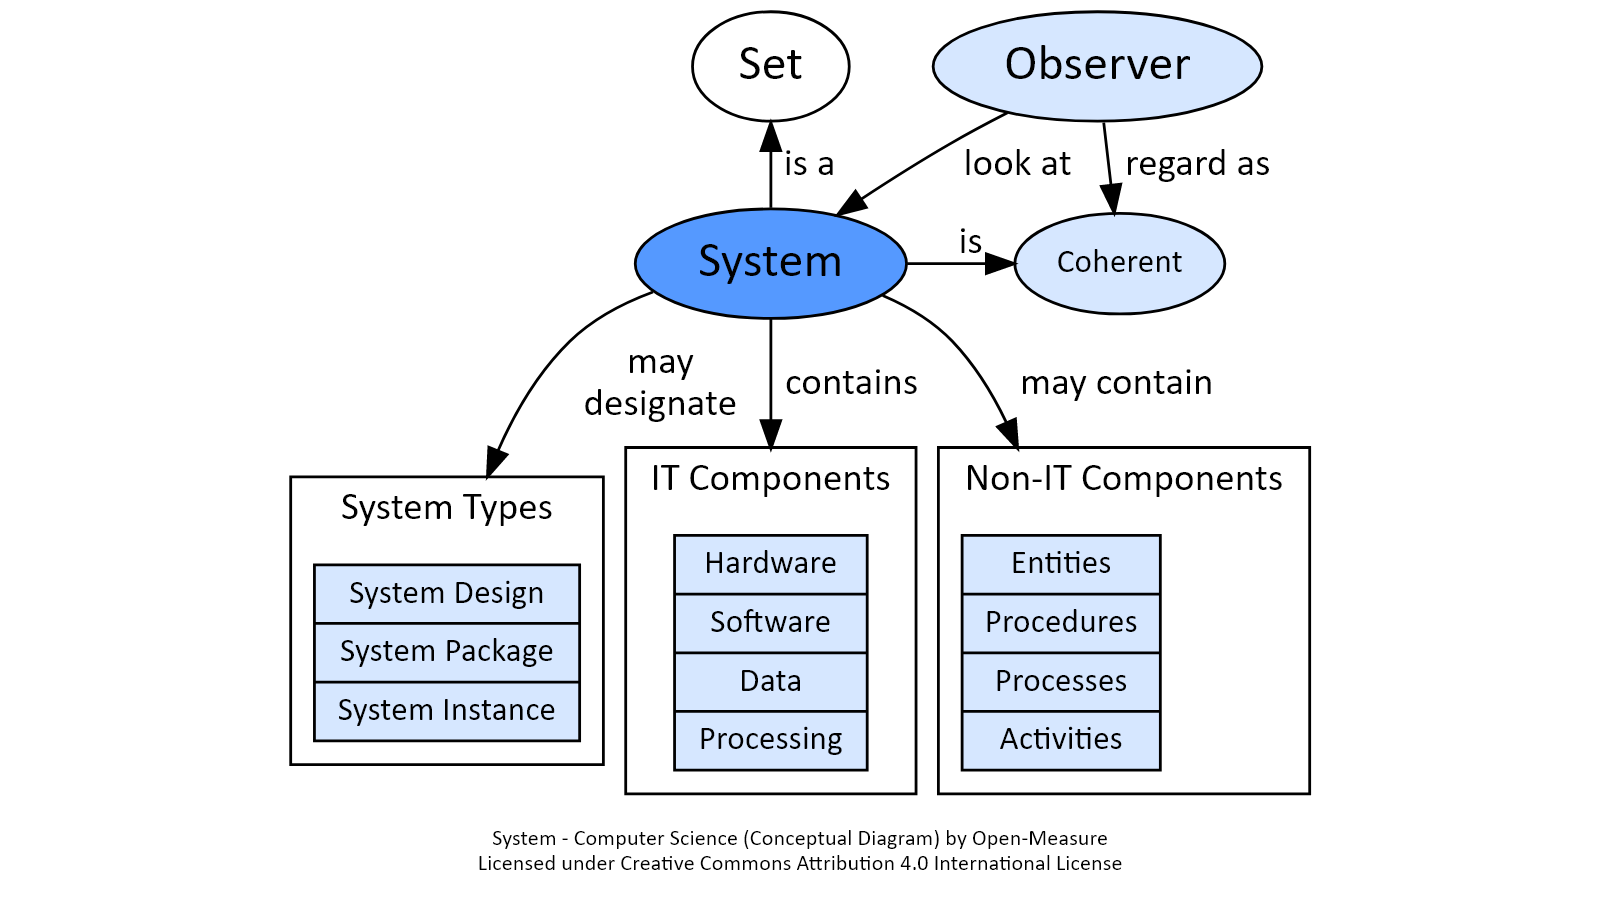 Set
Observer
is a
look at
regard as
System
is
Coherent
may
designate
contains
may contain
System Types
System Design
System Package
System Instance
IT Components
Hardware
Software
Data
Processing
Non-IT Components
Entities
Procedures
Processes
Activities
System - Computer Science (Conceptual Diagram) by Open-Measure
Licensed under Creative Commons Attribution 4.0 International License